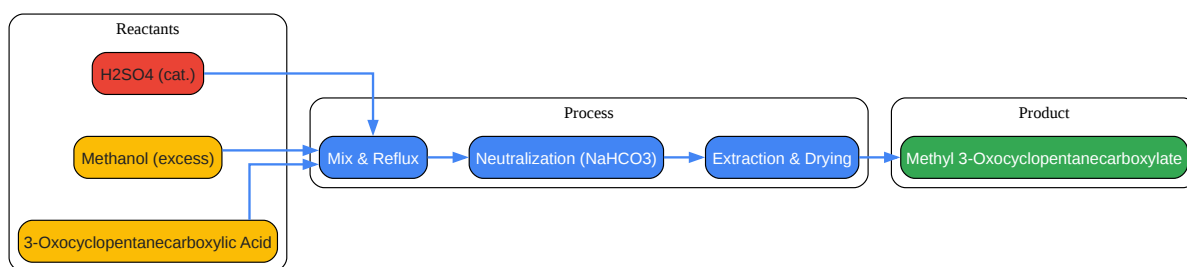 Reactants
H2SO4 (cat.)
Methanol (excess)
3-Oxocyclopentanecarboxylic Acid
Process
Mix & Reflux
Neutralization (NaHCO3)
Extraction & Drying
Product
Methyl 3-Oxocyclopentanecarboxylate